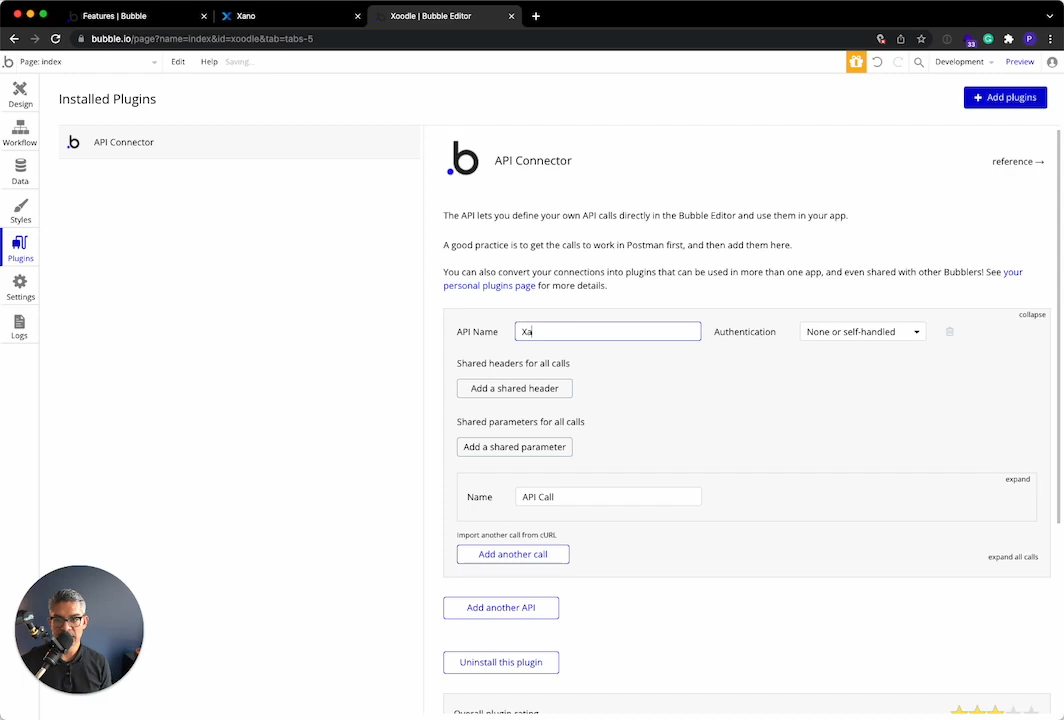 Features | Bubble
Xano
Xoodle | Bubble Editor
bubble.io/page?name=index&id=xoodle&tab=tabs-5
33
P
Page: index
Edit
Help
Saving...
Development
Preview
Design
Workflow
Data
Styles
Plugins
Settings
Logs
Installed Plugins
Add plugins
.b API Connector
.b API Connector
reference →
The API lets you define your own API calls directly in the Bubble Editor and use them in your app.
A good practice is to get the calls to work in Postman first, and then add them here.
You can also convert your connections into plugins that can be used in more than one app, and even shared with other Bubblers! See your
personal plugins page for more details.
collapse
API Name
Xa
Authentication
None or self-handled
Shared headers for all calls
Add a shared header
Shared parameters for all calls
Add a shared parameter
expand
Name
API Call
Import another call from cURL
Add another call
expand all calls
Add another API
Uninstall this plugin
Overall plugin rating